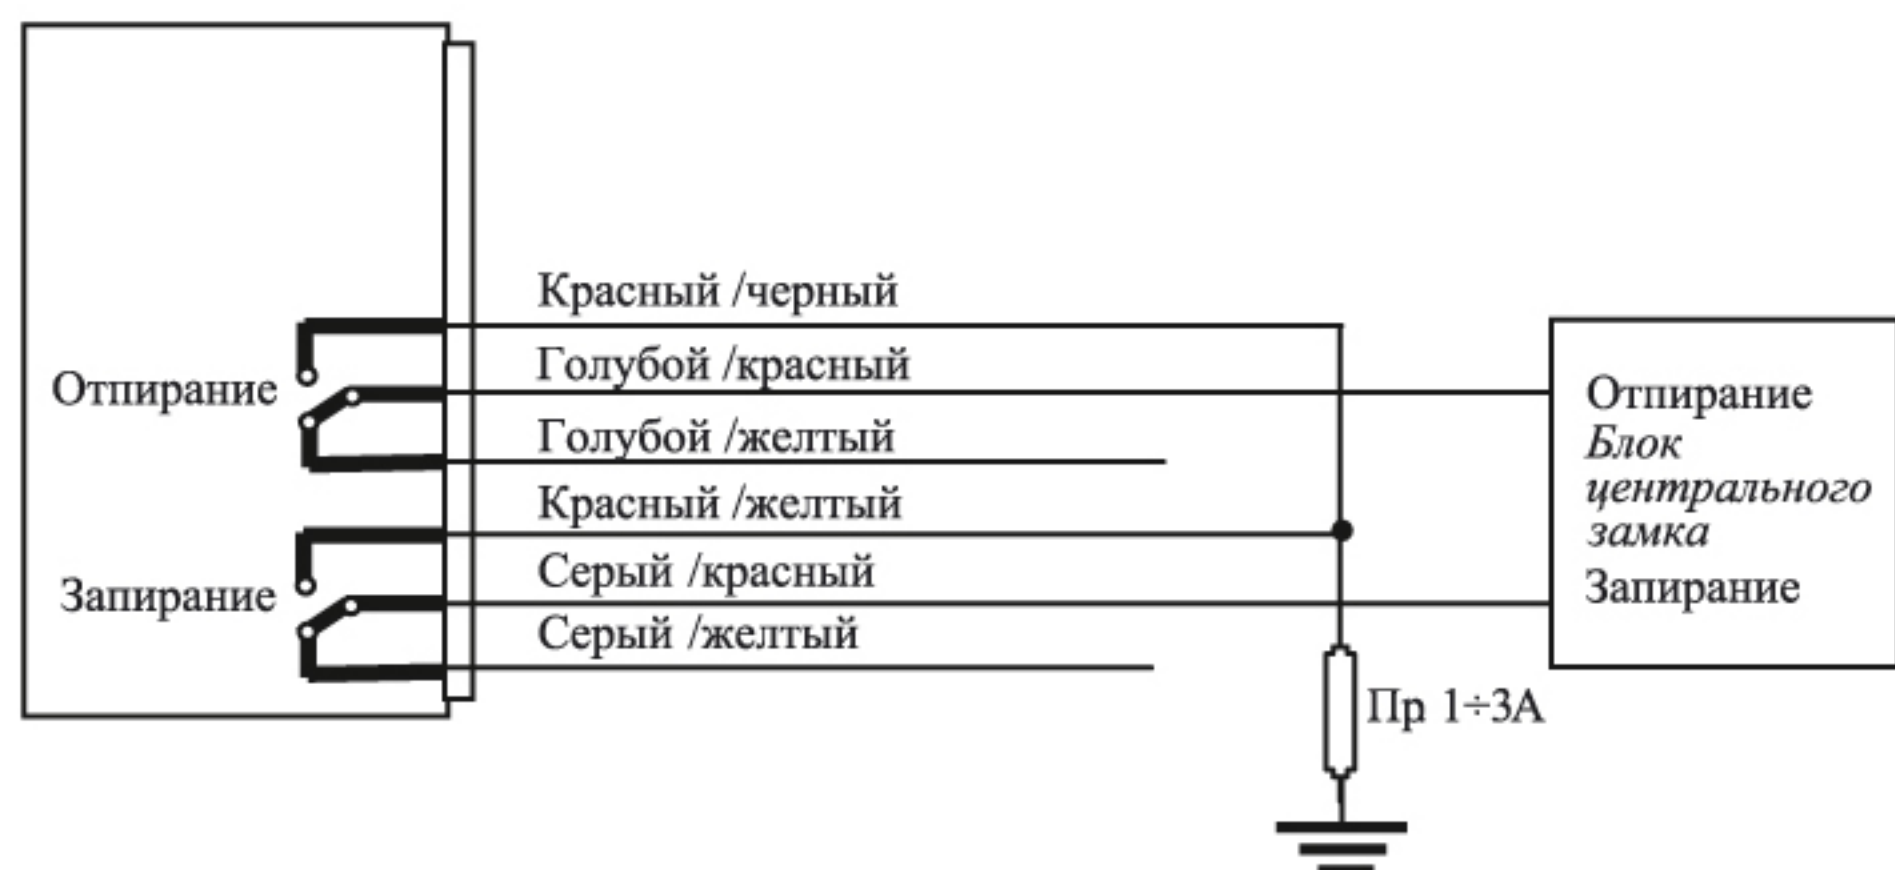 Красный /черный
Отпирание
Голубой /красный
Голубой /желтый
Красный /желтый
Запирание
Серый /красный
Серый /желтый
Отпирание
Блок
центрального
замка
Запирание
Пр 1÷3А